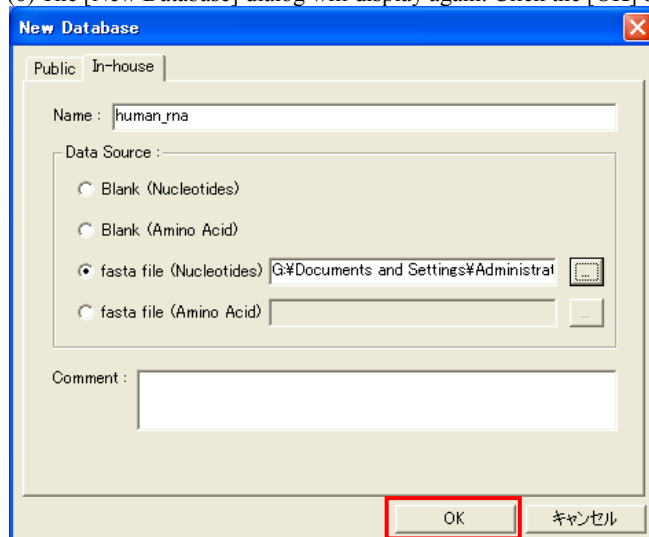 (6) The [New Database] dialog will display again. Click the [OK]
New Database
Public In-house
Name : human_rna
Data Source :
Blank (Nucleotides)
Blank (Amino Acid)
fasta file (Nucleotides) G:¥Documents and Settings¥Administrat ...
fasta file (Amino Acid) ...
Comment :
OK キャンセル